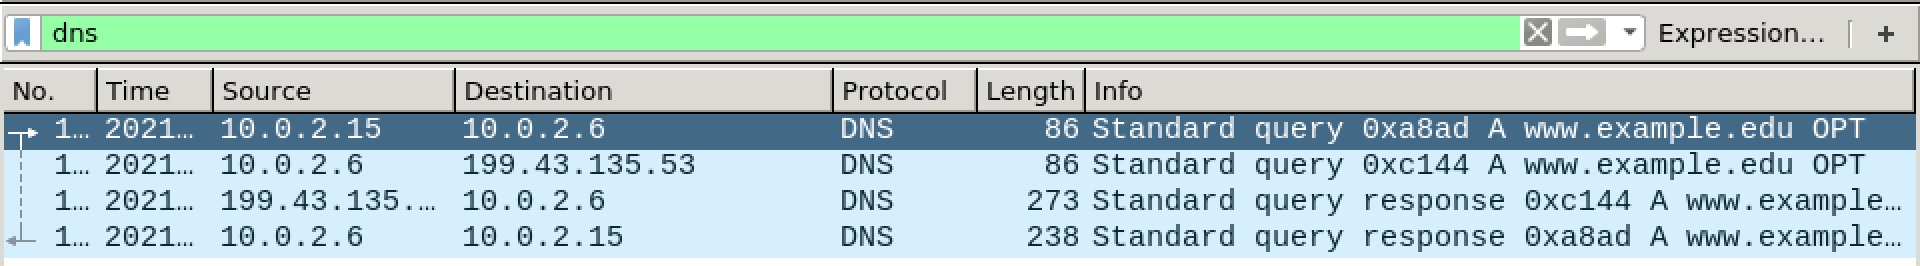 dns Expression… +
No. Time Source Destination Protocol Length Info
1… 2021… 10.0.2.15 10.0.2.6 DNS 86 Standard query 0xa8ad A www.example.edu OPT
1… 2021… 10.0.2.6 199.43.135.53 DNS 86 Standard query 0xc144 A www.example.edu OPT
1… 2021… 199.43.135.… 10.0.2.6 DNS 273 Standard query response 0xc144 A www.example…
1… 2021… 10.0.2.6 10.0.2.15 DNS 238 Standard query response 0xa8ad A www.example…